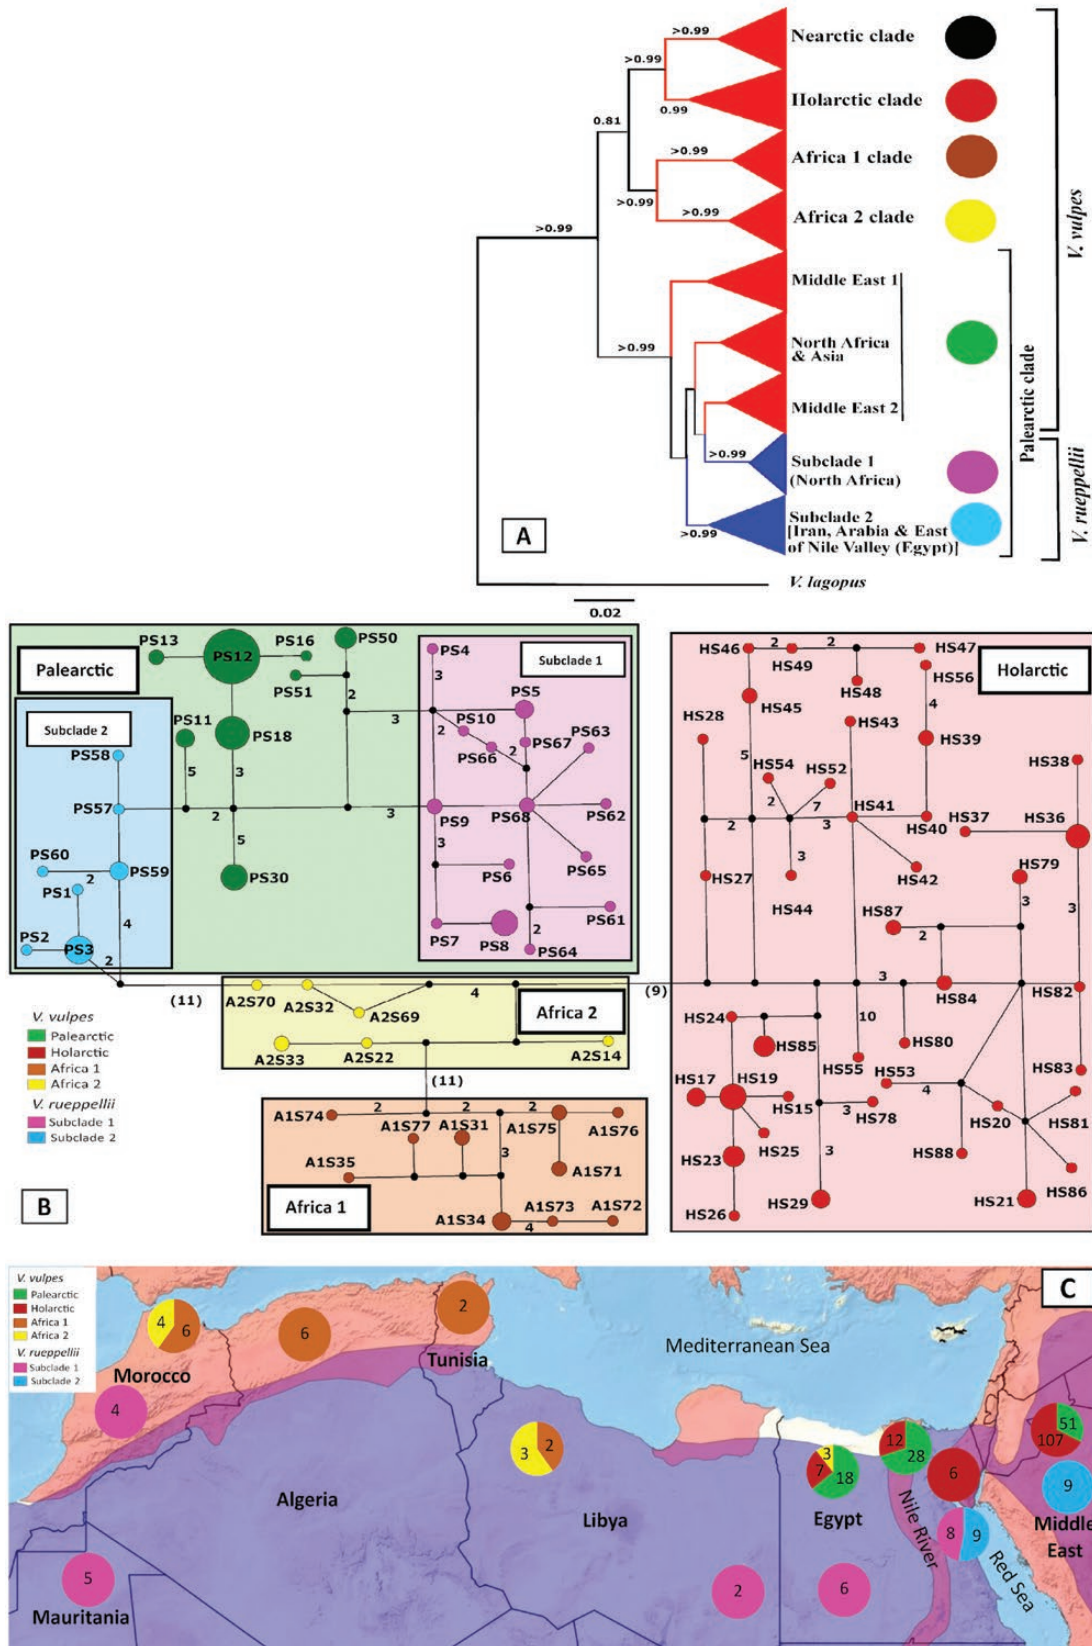 >0.99
Nearctic clade
>0.99
0.99
Holarctic clade
0.81
>0.99
Africa 1 clade
>0.99
>0.99
Africa 2 clade
V. vulpes
>0.99
Middle East 1
>0.99
North Africa
& Asia
Middle East 2
Palearctic clade
>0.99
Subclade 1
(North Africa)
V. rueppellii
>0.99
Subclade 2
[Iran, Arabia & East
of Nile Valley (Egypt)]
A
V. lagopus
0.02
Palearctic
PS13
PS12
PS16
PS50
PS51
2
PS11
PS18
5
3
2
5
PS30
3
3
Subclade 1
PS4
3
PS5
PS10
2
PS66
2
PS67
PS63
PS9
PS68
PS62
3
PS6
PS65
PS7
PS8
2
PS61
PS64
Subclade 2
PS58
PS57
PS60
PS59
PS1
2
4
PS2
PS3
2
(11)
A2S70
A2S32
A2S69
4
Africa 2
A2S33
A2S22
A2S14
(9)
(11)
A1S74
2
2
2
A1S77
A1S31
A1S75
A1S76
3
A1S35
A1S71
Africa 1
A1S34
4
A1S73
A1S72
Holarctic
HS46
2
HS49
2
HS47
HS48
HS56
HS45
4
HS28
HS43
HS39
HS38
5
HS54
HS52
2
7
HS41
HS37
HS36
2
3
HS40
HS27
3
HS44
HS42
HS79
3
3
HS87
2
3
HS84
HS82
HS24
HS85
10
HS80
HS55
HS53
4
HS83
HS17
HS19
HS15
3
HS78
HS20
HS81
HS25
HS23
3
HS88
HS86
HS26
HS29
HS21
V. vulpes
Palearctic
Holarctic
Africa 1
Africa 2
V. rueppellii
Subclade 1
Subclade 2
B
C
V. vulpes
Palearctic
Holarctic
Africa 1
Africa 2
V. rueppellii
Subclade 1
Subclade 2
4
6
6
2
Mediterranean Sea
Morocco
Tunisia
4
3
2
12
28
51
107
3
7
18
6
9
Algeria
Libya
Egypt
Nile River
8
9
Middle
East
Red Sea
5
Mauritania
2
6